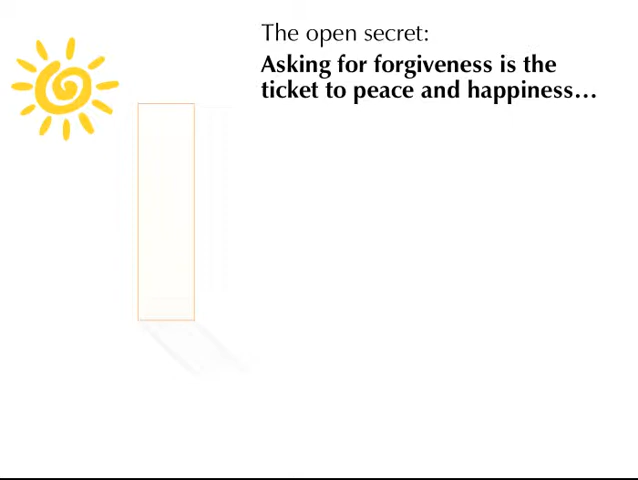 The open secret:
Asking for forgiveness is the
ticket to peace and happiness…